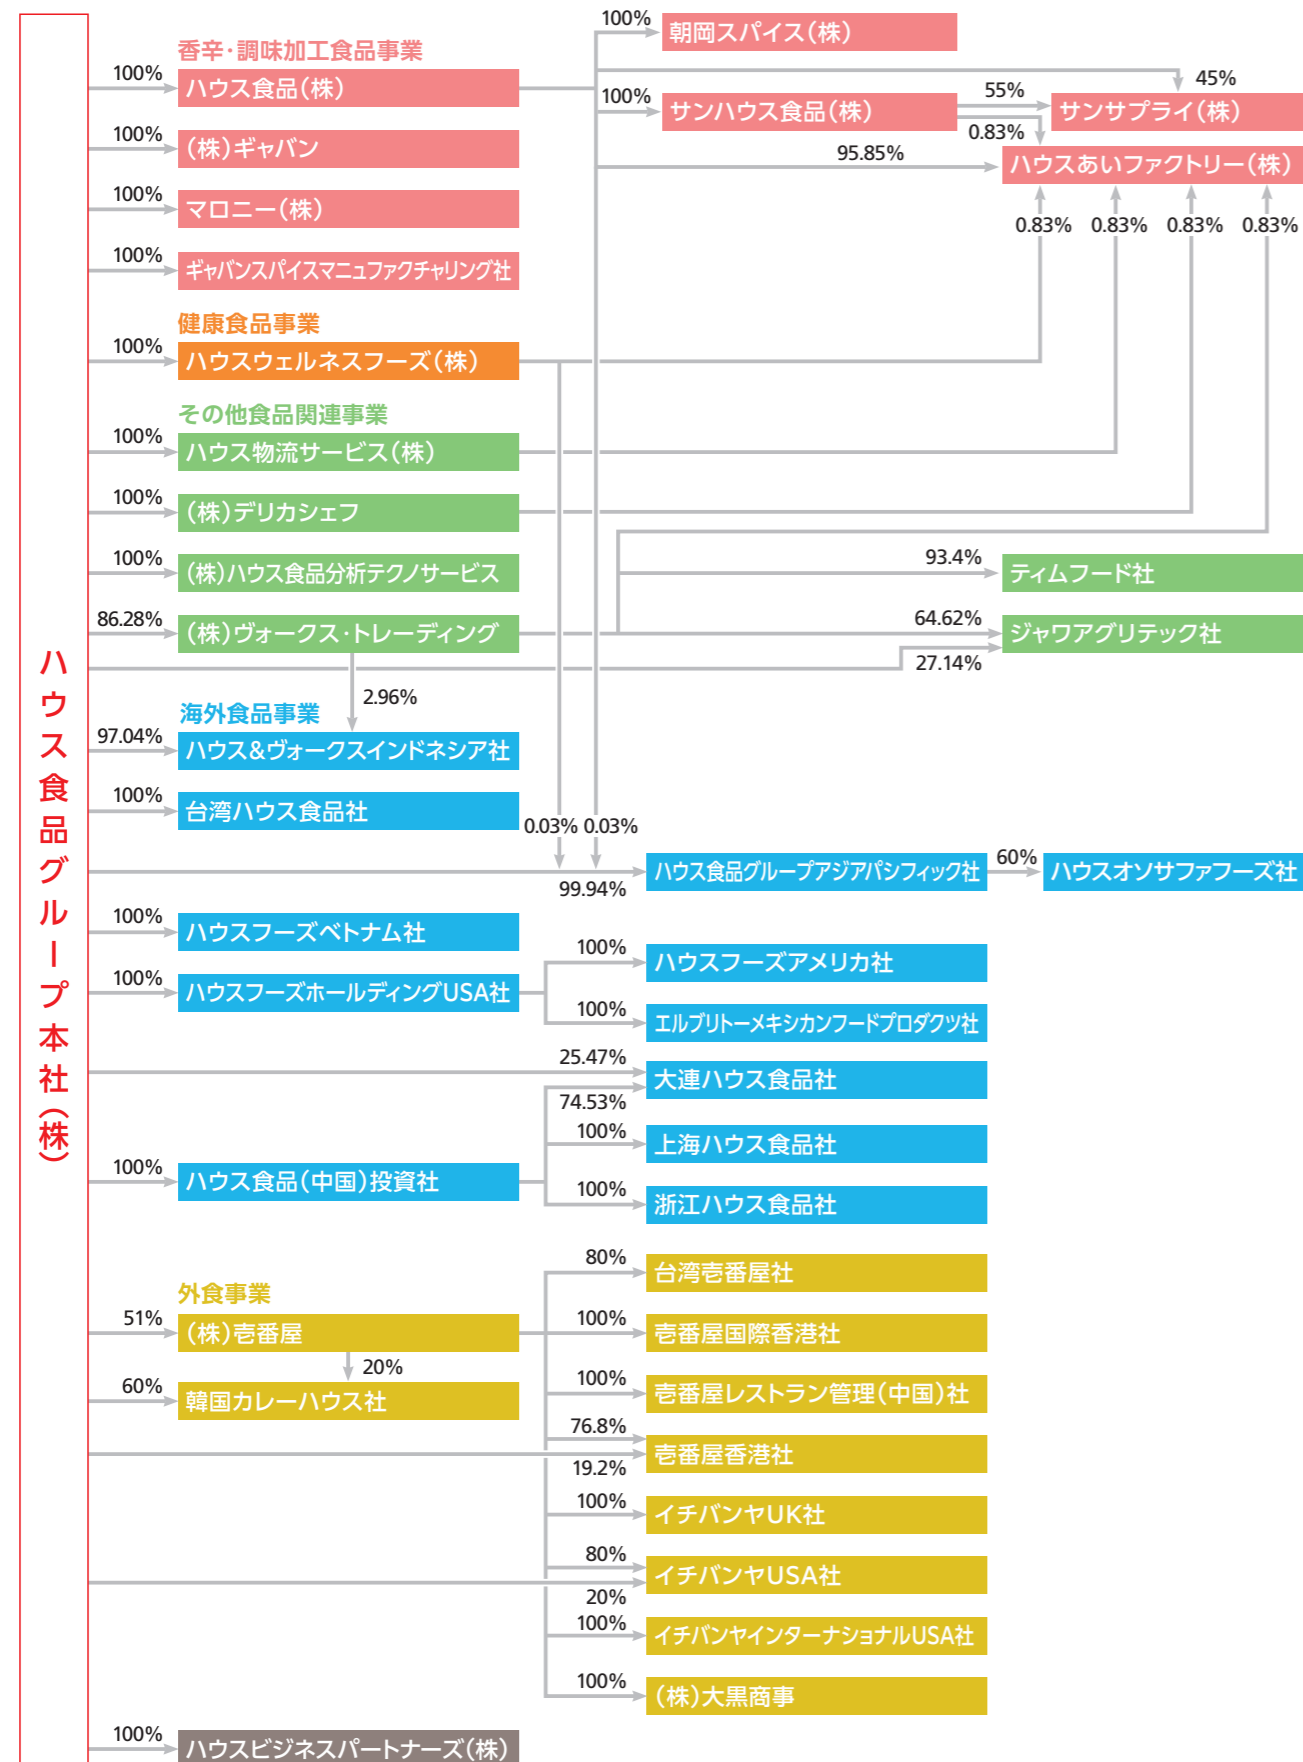 ハウス食品グループ本社(株)
香辛・調味加工食品事業
100%
ハウス食品(株)
100%
朝岡スパイス(株)
45%
100%
サンハウス食品(株)
55%
サンサプライ(株)
0.83%
95.85%
ハウスあいファクトリー(株)
0.83% 0.83% 0.83% 0.83%
100%
(株)ギャバン
100%
マロニー(株)
100%
ギャバンスパイスマニュファクチャリング社
健康食品事業
100%
ハウスウェルネスフーズ(株)
その他食品関連事業
100%
ハウス物流サービス(株)
100%
(株)デリカシェフ
100%
(株)ハウス食品分析テクノサービス
93.4%
ティムフード社
86.28%
(株)ヴォークス・トレーディング
64.62%
ジャワアグリテック社
27.14%
2.96%
海外食品事業
97.04%
ハウス&ヴォークスインドネシア社
100%
台湾ハウス食品社
0.03% 0.03%
99.94%
ハウス食品グループアジアパシフィック社
60%
ハウスオソサファフーズ社
100%
ハウスフーズベトナム社
100%
ハウスフーズホールディングUSA社
100%
ハウスフーズアメリカ社
100%
エルブリトーメキシカンフードプロダクツ社
25.47%
大連ハウス食品社
74.53%
100%
上海ハウス食品社
100%
ハウス食品(中国)投資社
100%
浙江ハウス食品社
外食事業
80%
台湾壱番屋社
51%
(株)壱番屋
100%
壱番屋国際香港社
20%
60%
韓国カレーハウス社
100%
壱番屋レストラン管理(中国)社
76.8%
壱番屋香港社
19.2%
100%
イチバンヤUK社
80%
イチバンヤUSA社
20%
100%
イチバンヤインターナショナルUSA社
100%
(株)大黒商事
100%
ハウスビジネスパートナーズ(株)